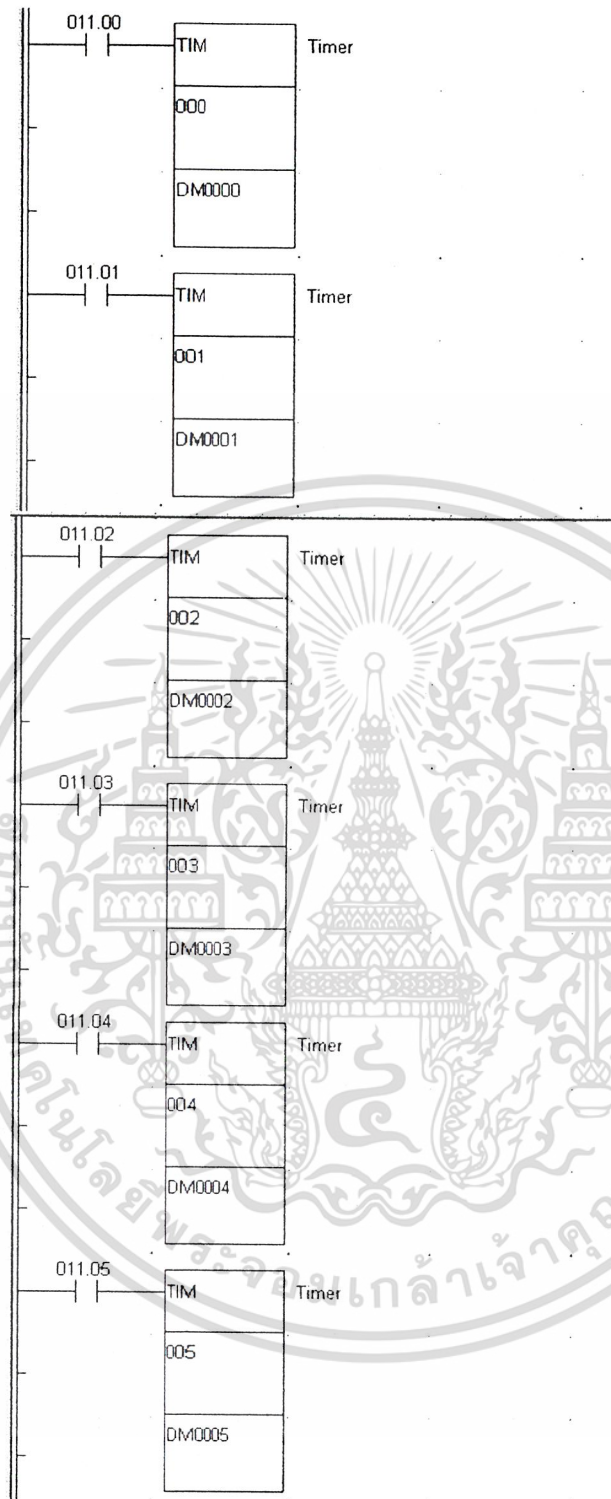 011.00
TIM Timer
000
DM0000
011.01
TIM Timer
001
DM0001
011.02
TIM Timer
002
DM0002
011.03
TIM Timer
003
DM0003
011.04
TIM Timer
004
DM0004
011.05
TIM Timer
005
DM0005